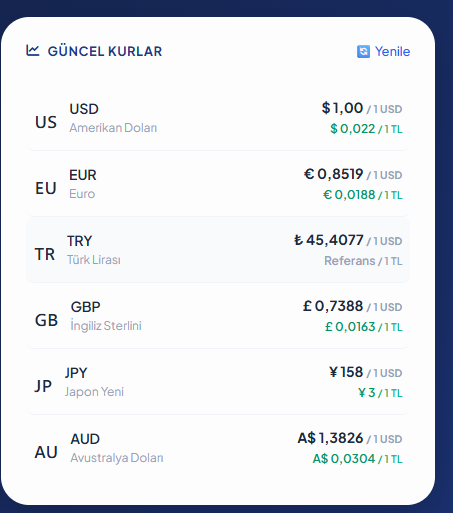 GÜNCEL KURLAR
Yenile
US USD $ 1,00 / 1 USD
Amerikan Doları $ 0,022 / 1 TL
EU EUR € 0,8519 / 1 USD
Euro € 0,0188 / 1 TL
TR TRY ₺ 45,4077 / 1 USD
Türk Lirası Referans / 1 TL
GB GBP £ 0,7388 / 1 USD
İngiliz Sterlini £ 0,0163 / 1 TL
JP JPY ¥ 158 / 1 USD
Japon Yeni ¥ 3 / 1 TL
AU AUD A$ 1,3826 / 1 USD
Avustralya Doları A$ 0,0304 / 1 TL